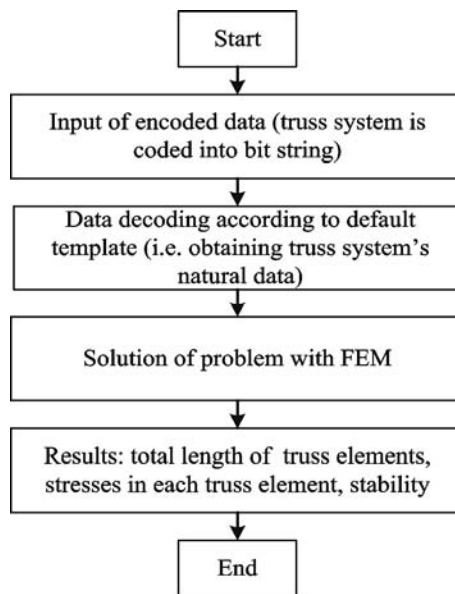 Start
Input of encoded data (truss system is
coded into bit string)
Data decoding according to default
template (i.e. obtaining truss system's
natural data)
Solution of problem with FEM
Results: total length of truss elements,
stresses in each truss element, stability
End